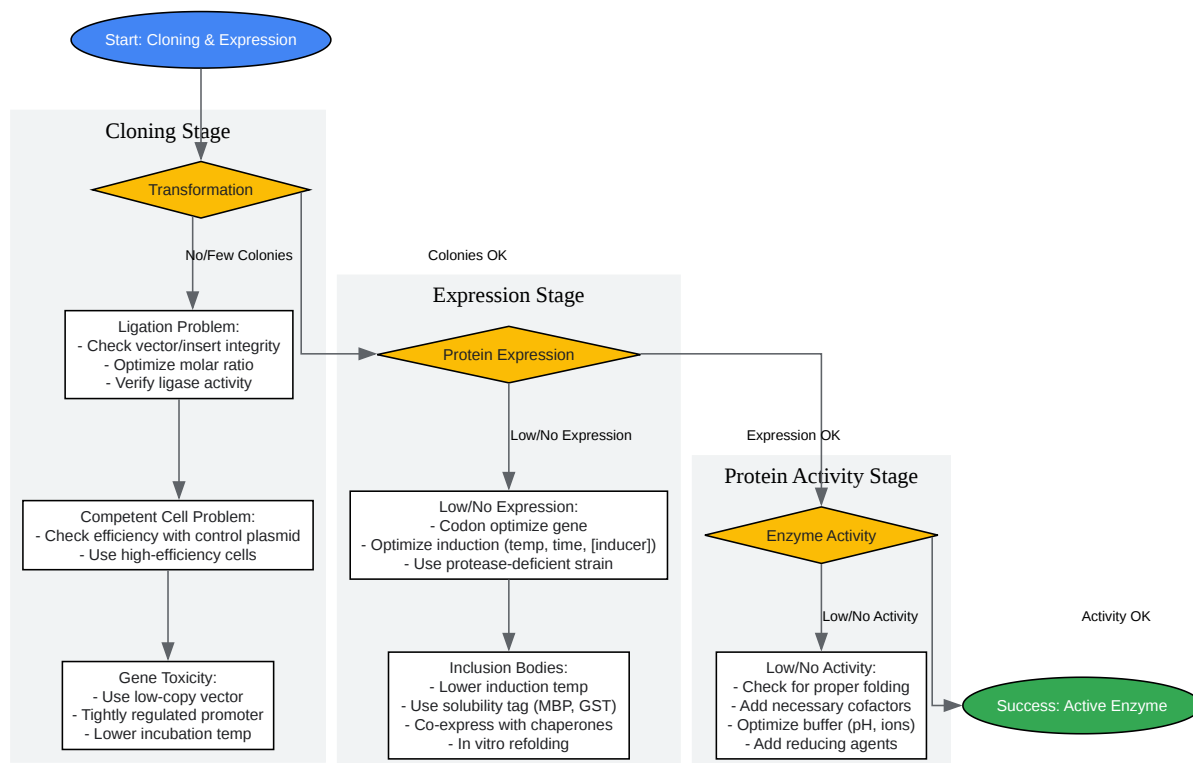 Start: Cloning & Expression
Cloning Stage
Transformation
No/Few Colonies
Colonies OK
Ligation Problem:
- Check vector/insert integrity
- Optimize molar ratio
- Verify ligase activity
Competent Cell Problem:
- Check efficiency with control plasmid
- Use high-efficiency cells
Gene Toxicity:
- Use low-copy vector
- Tightly regulated promoter
- Lower incubation temp
Expression Stage
Protein Expression
Low/No Expression
Expression OK
Low/No Expression:
- Codon optimize gene
- Optimize induction (temp, time, [inducer])
- Use protease-deficient strain
Inclusion Bodies:
- Lower induction temp
- Use solubility tag (MBP, GST)
- Co-express with chaperones
- In vitro refolding
Protein Activity Stage
Enzyme Activity
Low/No Activity
Activity OK
Low/No Activity:
- Check for proper folding
- Add necessary cofactors
- Optimize buffer (pH, ions)
- Add reducing agents
Success: Active Enzyme